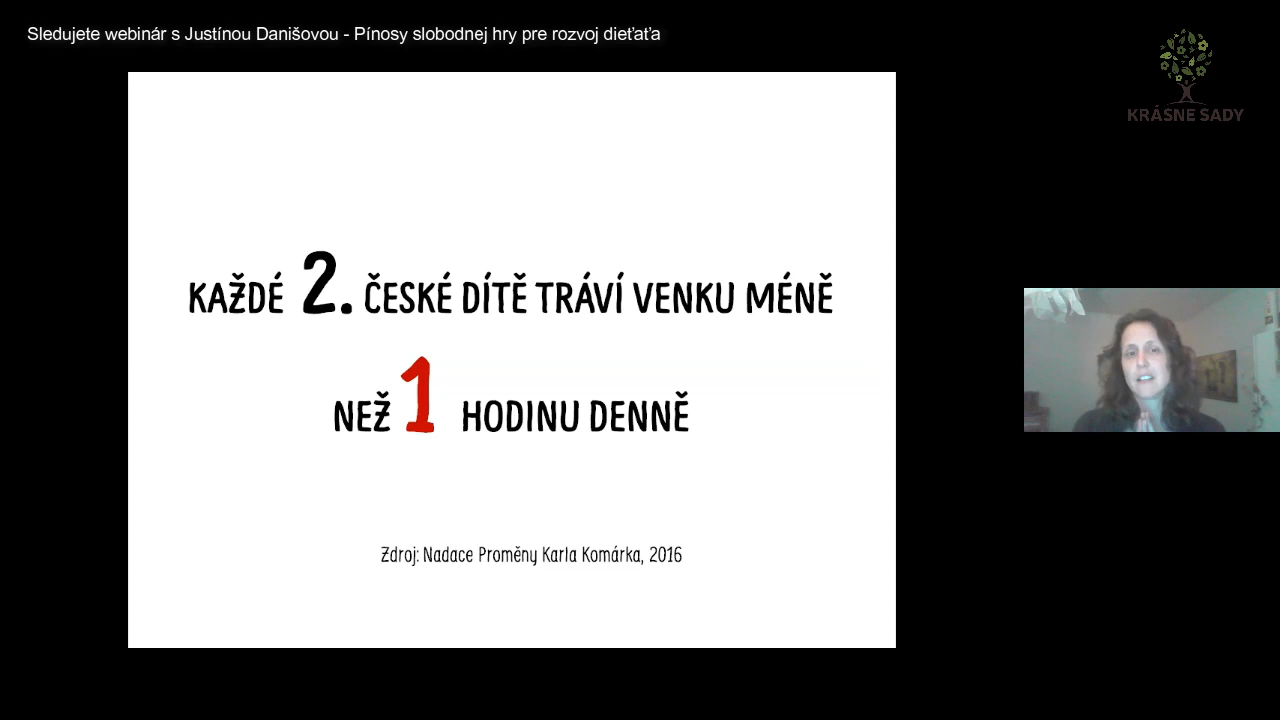 Sledujete webinár s Justínou Danišovou - Pínosy slobodnej hry pre rozvoj dieťaťa
KRÁSNE SADY
KAŽDÉ 2. ČESKÉ DÍTĚ TRÁVÍ VENKU MÉNĚ
NEŽ 1 HODINU DENNĚ
Zdroj: Nadace Proměny Karla Komárka, 2016